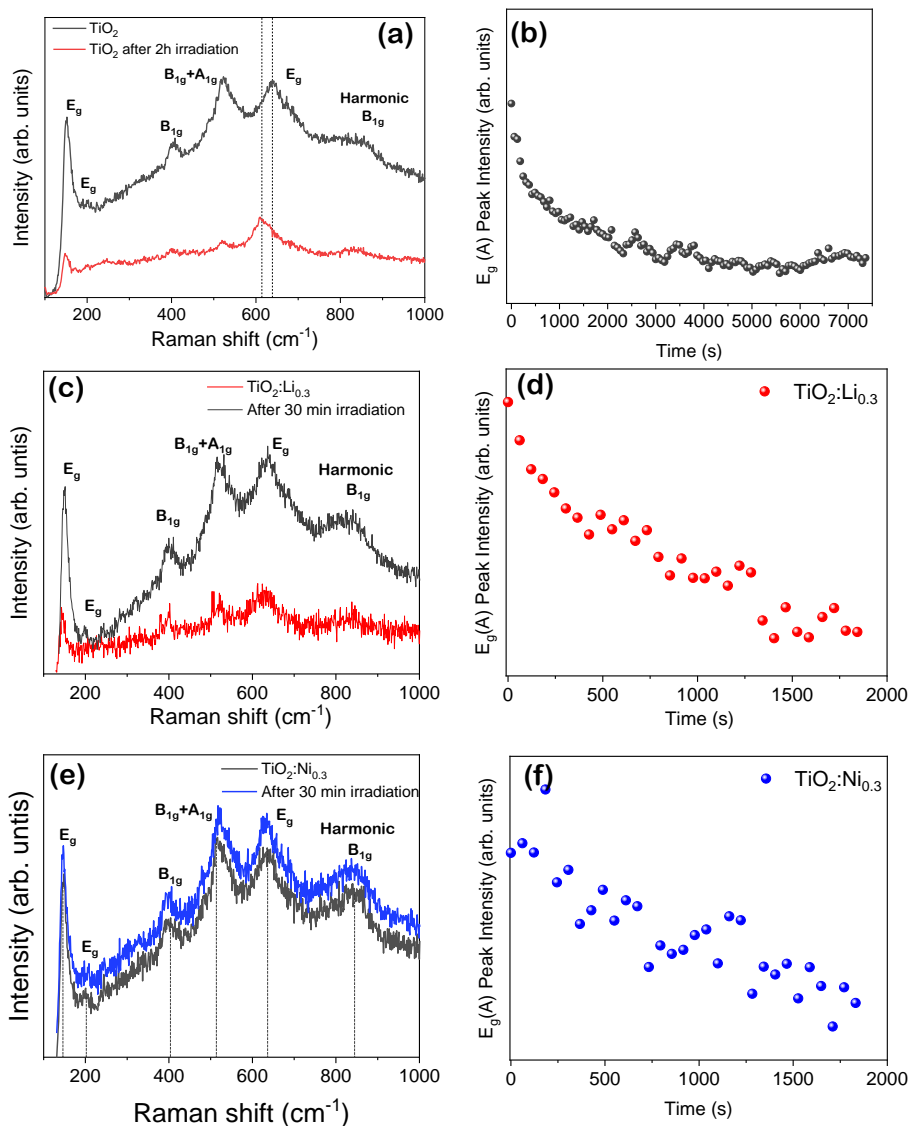 (a)
TiO2
TiO2 after 2h irradiation
Eg
Eg
B1g
B1g+A1g
Eg
Harmonic
B1g
Intensity (arb. units)
200 400 600 800 1000
Raman shift (cm-1)
(b)
Eg (A) Peak Intensity (arb. units)
0 1000 2000 3000 4000 5000 6000 7000
Time (s)
(c)
TiO2:Li0.3
After 30 min irradiation
Eg
Eg
B1g
B1g+A1g
Eg
Harmonic
B1g
Intensity (arb. untis)
200 400 600 800 1000
Raman shift (cm-1)
(d)
TiO2:Li0.3
Eg(A) Peak Intensity (arb. units)
0 500 1000 1500 2000
Time (s)
(e)
TiO2:Ni0.3
After 30 min irradiation
Eg
Eg
B1g
B1g+A1g
Eg
Harmonic
B1g
Intensity (arb. untis)
200 400 600 800 1000
Raman shift (cm-1)
(f)
TiO2:Ni0.3
Eg(A) Peak Intensity (arb. units)
0 500 1000 1500 2000
Time (s)